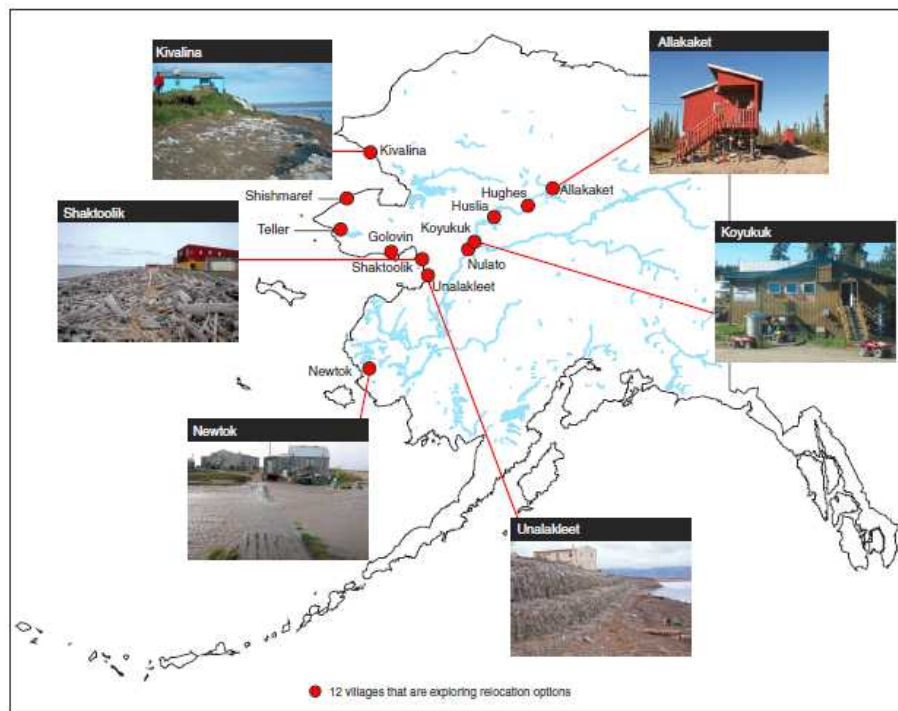 Kivalina
Allakaket
Kivalina
Shishmaref
Hughes
Allakaket
Huslia
Shaktoolik
Teller
Golovin
Koyukuk
Koyukuk
Shaktoolik
Nulato
Unalakleet
Newtok
Newtok
Unalakleet
12 villages that are exploring relocation options